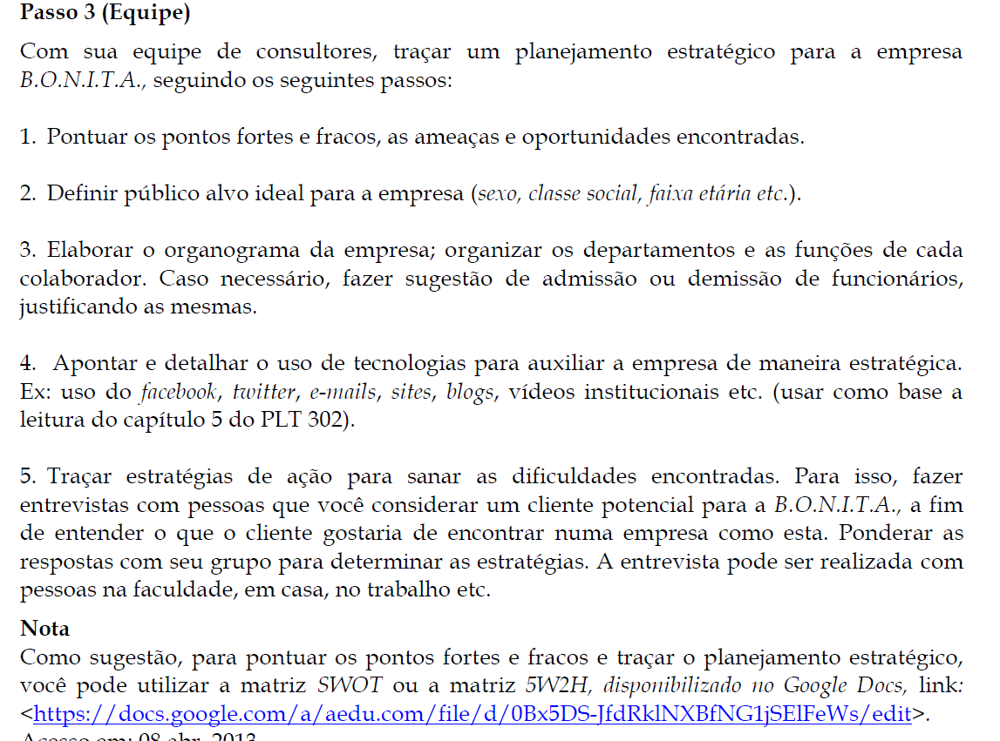 Passo 3 (Equipe)
Com sua equipe de consultores, traçar um planejamento estratégico para a empresa
B.O.N.I.T.A., seguindo os seguintes passos:
1. Pontuar os pontos fortes e fracos, as ameaças e oportunidades encontradas.
2. Definir público alvo ideal para a empresa (sexo, classe social, faixa etária etc.).
3. Elaborar o organograma da empresa; organizar os departamentos e as funções de cada
colaborador. Caso necessário, fazer sugestão de admissão ou demissão de funcionários,
justificando as mesmas.
4. Apontar e detalhar o uso de tecnologias para auxiliar a empresa de maneira estratégica.
Ex: uso do facebook, twitter, e-mails, sites, blogs, vídeos institucionais etc. (usar como base a
leitura do capítulo 5 do PLT 302).
5. Traçar estratégias de ação para sanar as dificuldades encontradas. Para isso, fazer
entrevistas com pessoas que você considerar um cliente potencial para a B.O.N.I.T.A., a fim
de entender o que o cliente gostaria de encontrar numa empresa como esta. Ponderar as
respostas com seu grupo para determinar as estratégias. A entrevista pode ser realizada com
pessoas na faculdade, em casa, no trabalho etc.
Nota
Como sugestão, para pontuar os pontos fortes e fracos e traçar o planejamento estratégico,
você pode utilizar a matriz SWOT ou a matriz 5W2H, disponibilizado no Google Docs, link:
<https://docs.google.com/a/aedu.com/file/d/0Bx5DS-JfdRklNXBfNG1jSElFeWs/edit>.
Acesso em: 08 abr. 2013